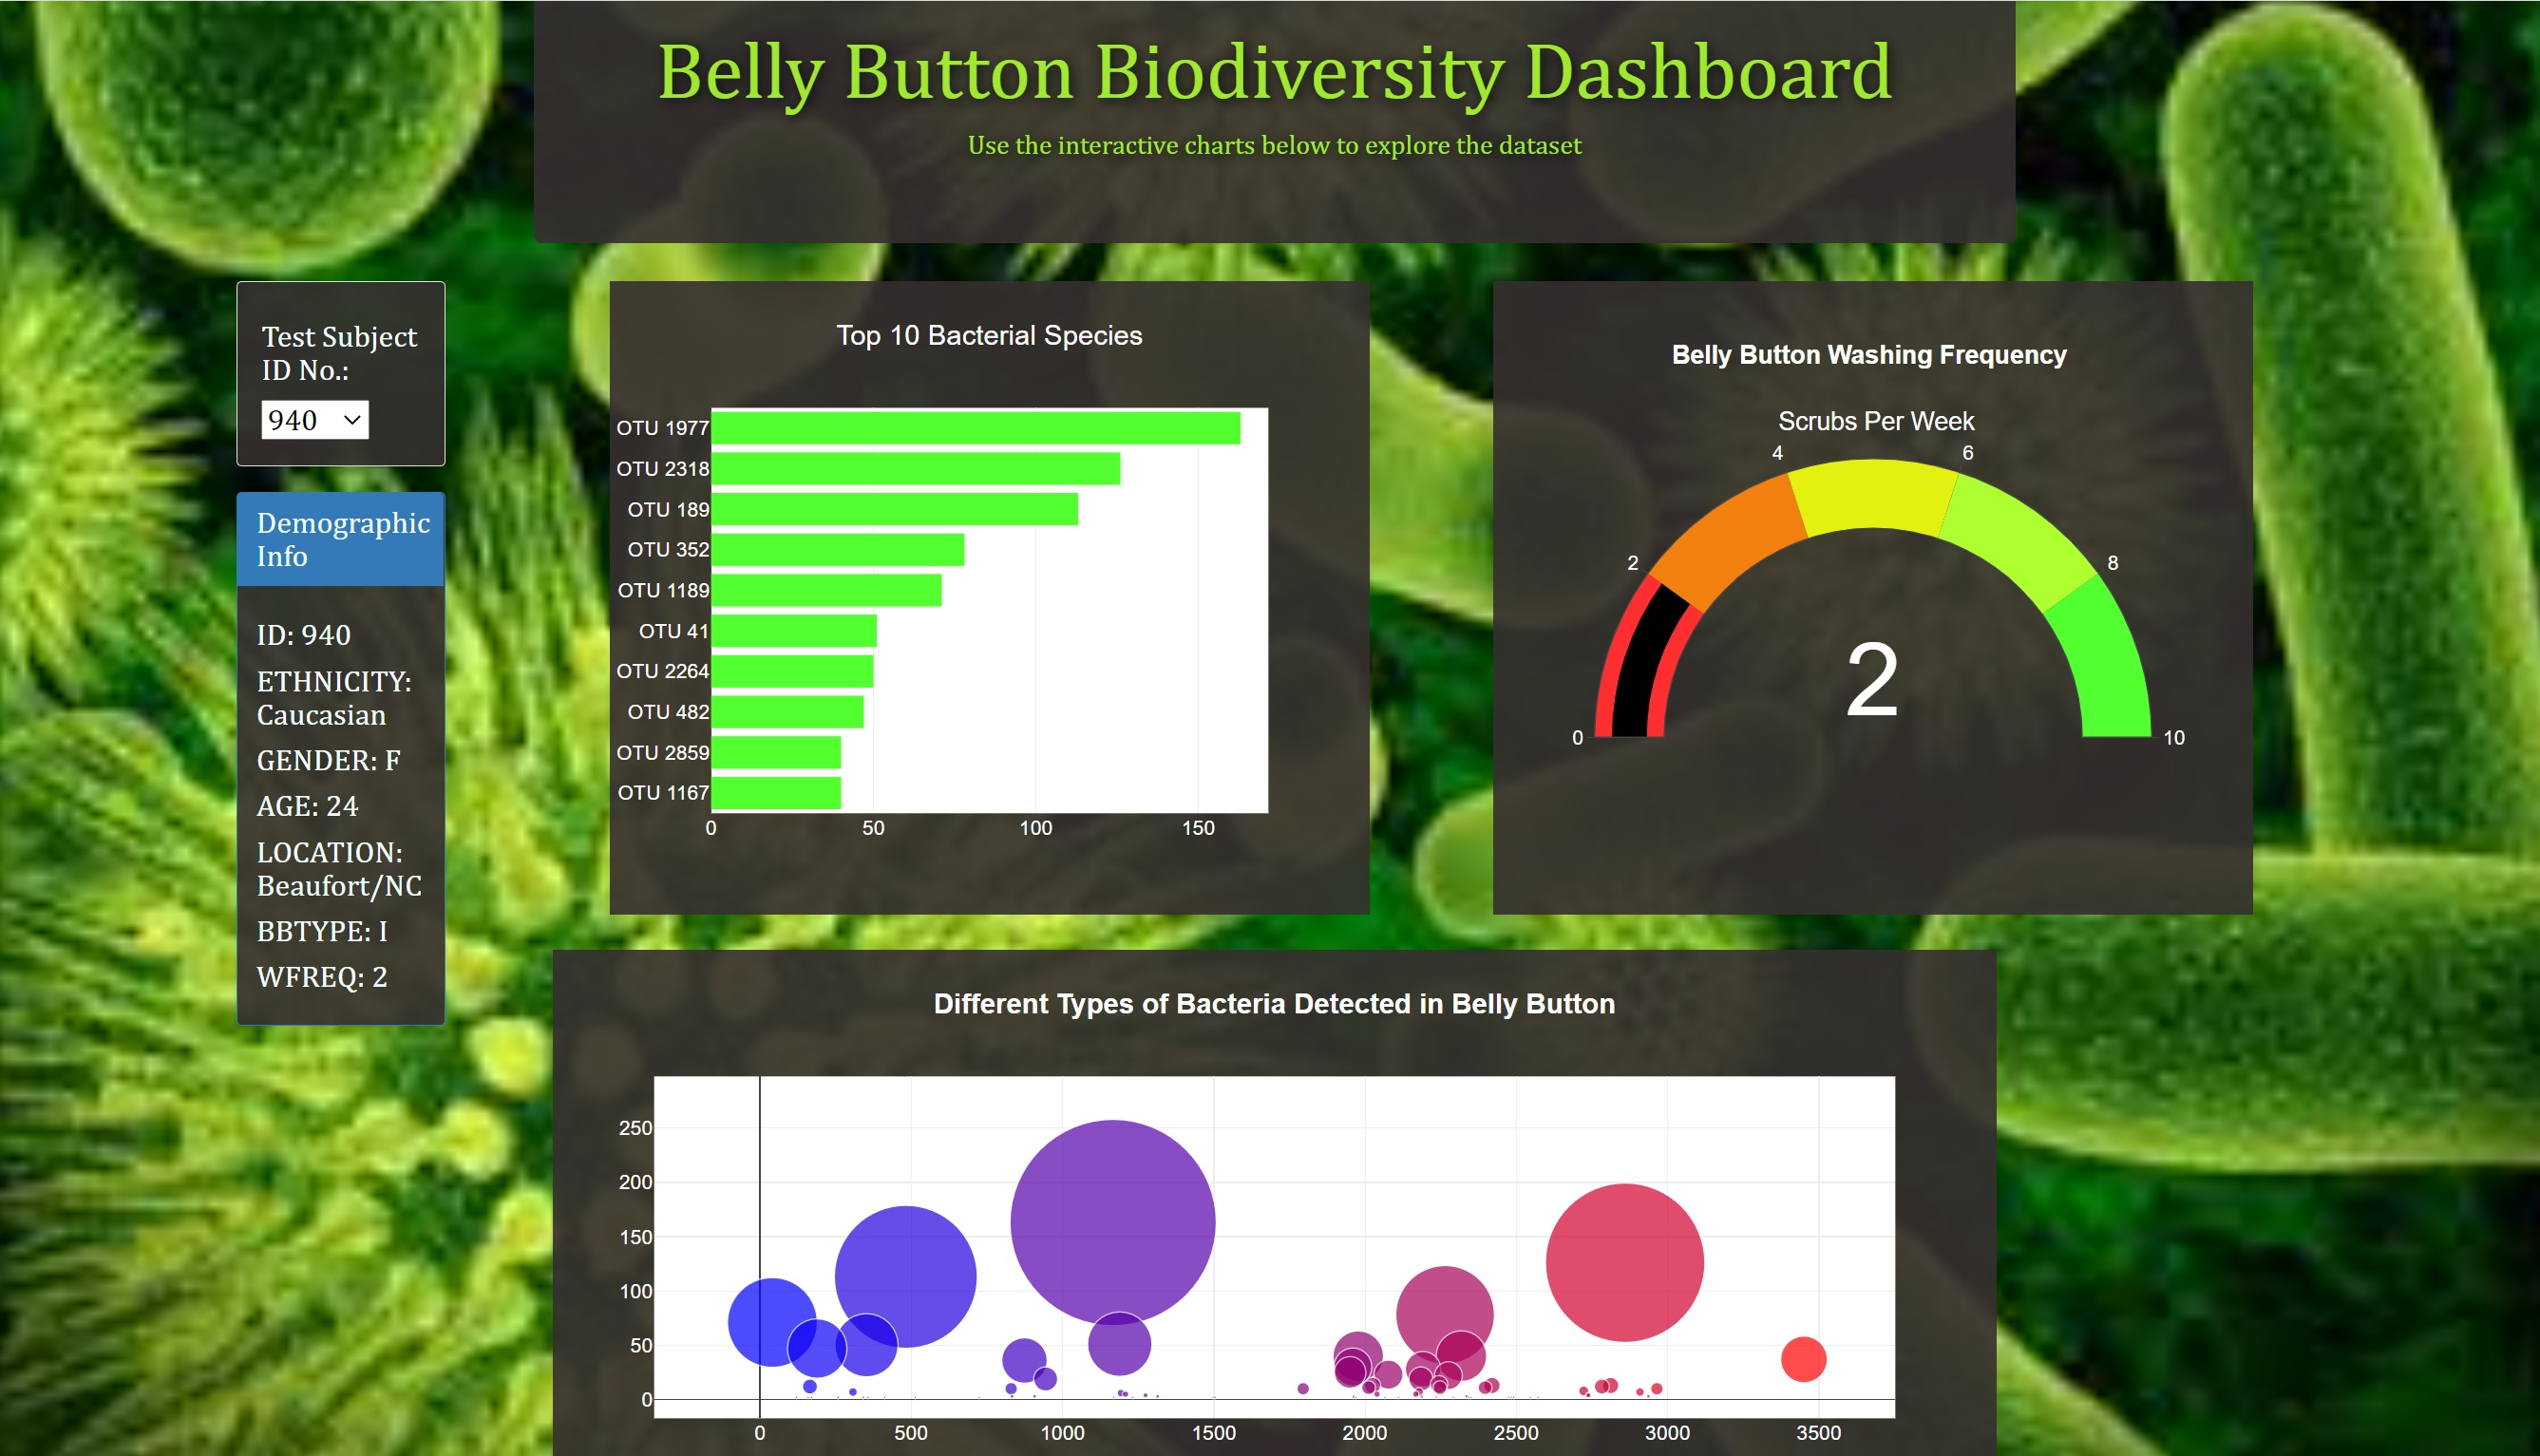 Belly Button Biodiversity Dashboard
Use the interactive charts below to explore the dataset
Test Subject
ID No.:
940
Demographic
Info
ID: 940
ETHNICITY:
Caucasian
GENDER: F
AGE: 24
LOCATION:
Beaufort/NC
BBTYPE: I
WFREQ: 2
Top 10 Bacterial Species
OTU 1977
OTU 2318
OTU 189
OTU 352
OTU 1189
OTU 41
OTU 2264
OTU 482
OTU 2859
OTU 1167
0 50 100 150
Belly Button Washing Frequency
Scrubs Per Week
4 6
2 8
2
0 10
Different Types of Bacteria Detected in Belly Button
250
200
150
100
50
0
0 500 1000 1500 2000 2500 3000 3500